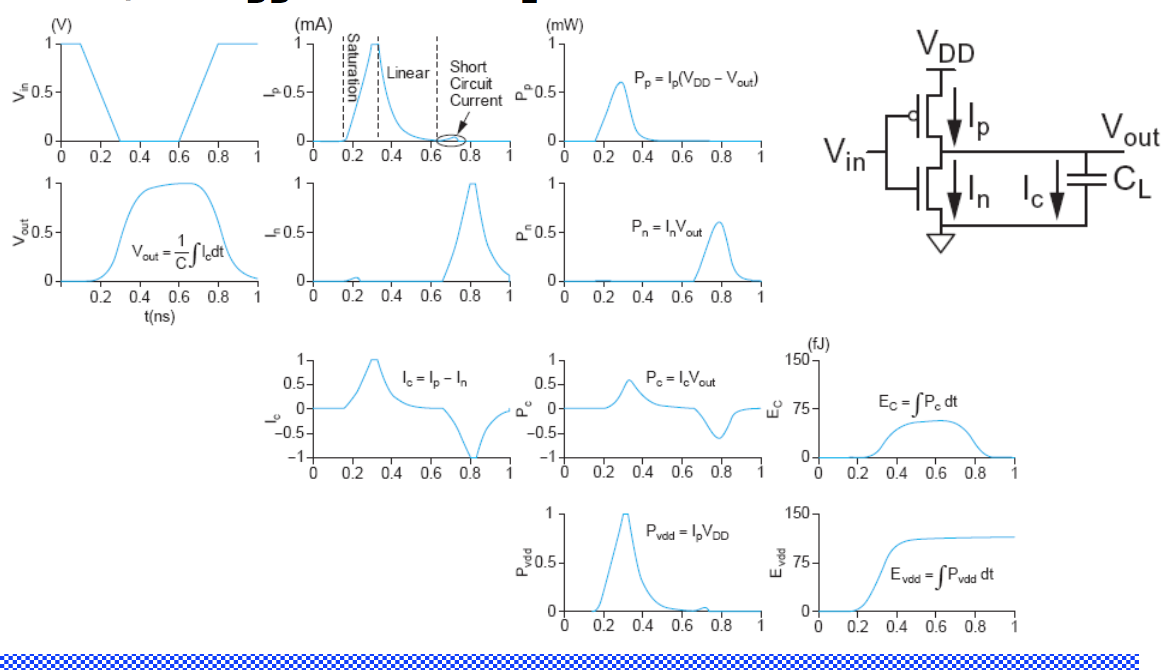 (V)
1
0.5
0
V_in
0 0.2 0.4 0.6 0.8 1
(mA)
1
0.5
0
I_p
Saturation
Linear
Short
Circuit
Current
0 0.2 0.4 0.6 0.8 1
(mW)
1
0.5
0
P_p
P_p = I_p(V_DD – V_out)
0 0.2 0.4 0.6 0.8 1
V_DD
I_p
V_in
V_out
I_n
I_c
C_L
1
0.5
0
V_out
V_out = 1/C ∫I_c dt
0.2 0.4 0.6 0.8 1
t(ns)
1
0.5
0
I_n
0 0.2 0.4 0.6 0.8 1
1
0.5
0
P_n
P_n = I_nV_out
0 0.2 0.4 0.6 0.8 1
1
0.5
0
–0.5
–1
I_c
I_c = I_p – I_n
0 0.2 0.4 0.6 0.8 1
1
0.5
0
–0.5
–1
P_c
P_c = I_cV_out
0 0.2 0.4 0.6 0.8 1
(fJ)
150
75
0
E_C
E_C = ∫P_c dt
0 0.2 0.4 0.6 0.8 1
1
0.5
0
P_vdd
P_vdd = I_pV_DD
0 0.2 0.4 0.6 0.8 1
150
75
0
E_vdd
E_vdd = ∫P_vdd dt
0 0.2 0.4 0.6 0.8 1